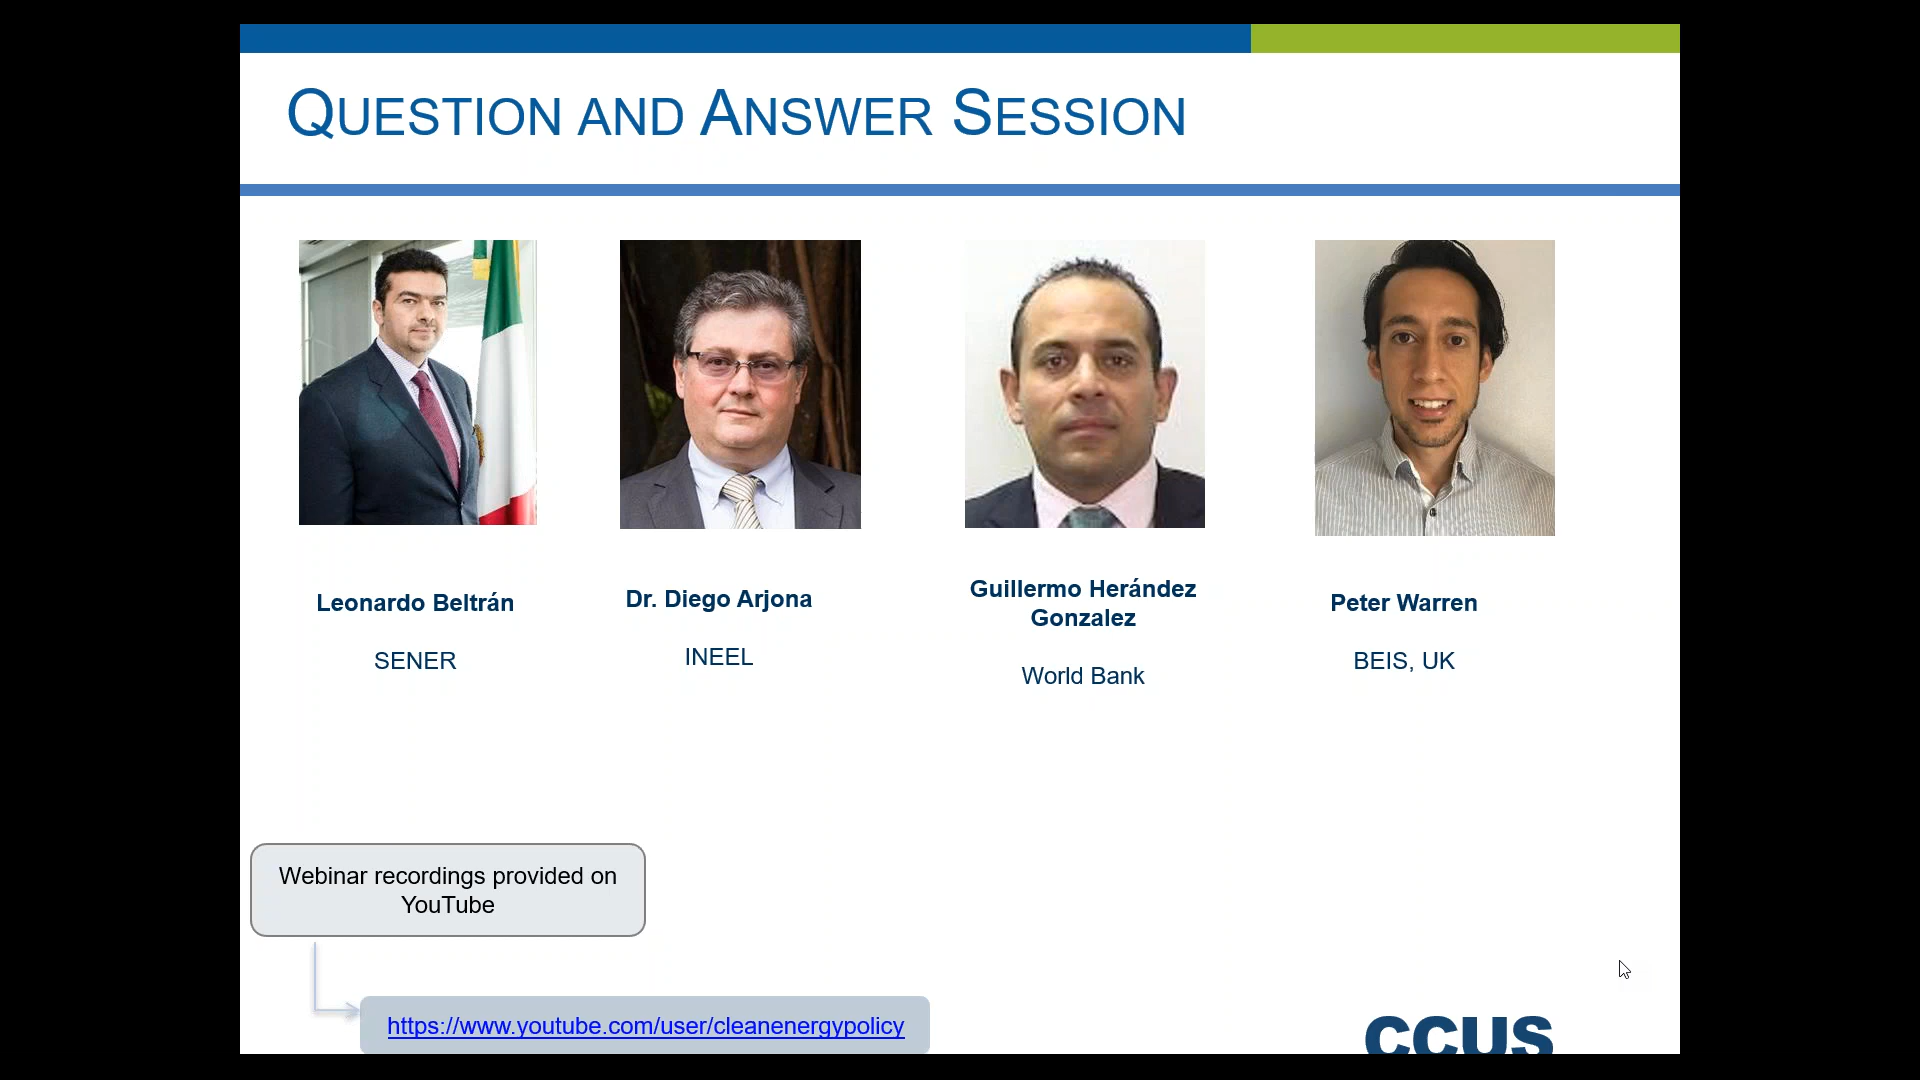 QUESTION AND ANSWER SESSION
Leonardo Beltrán
SENER
Dr. Diego Arjona
INEEL
Guillermo Herández
Gonzalez
World Bank
Peter Warren
BEIS, UK
Webinar recordings provided on
YouTube
https://www.youtube.com/user/cleanenergypolicy
CCUS